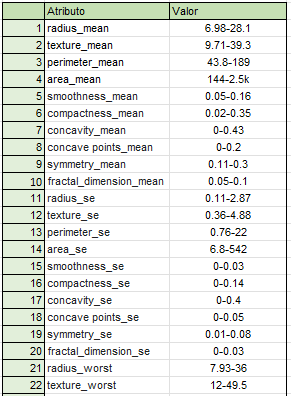 Atributo Valor
1 radius_mean 6.98-28.1
2 texture_mean 9.71-39.3
3 perimeter_mean 43.8-189
4 area_mean 144-2.5k
5 smoothness_mean 0.05-0.16
6 compactness_mean 0.02-0.35
7 concavity_mean 0-0.43
8 concave points_mean 0-0.2
9 symmetry_mean 0.11-0.3
10 fractal_dimension_mean 0.05-0.1
11 radius_se 0.11-2.87
12 texture_se 0.36-4.88
13 perimeter_se 0.76-22
14 area_se 6.8-542
15 smoothness_se 0-0.03
16 compactness_se 0-0.14
17 concavity_se 0-0.4
18 concave points_se 0-0.05
19 symmetry_se 0.01-0.08
20 fractal_dimension_se 0-0.03
21 radius_worst 7.93-36
22 texture_worst 12-49.5